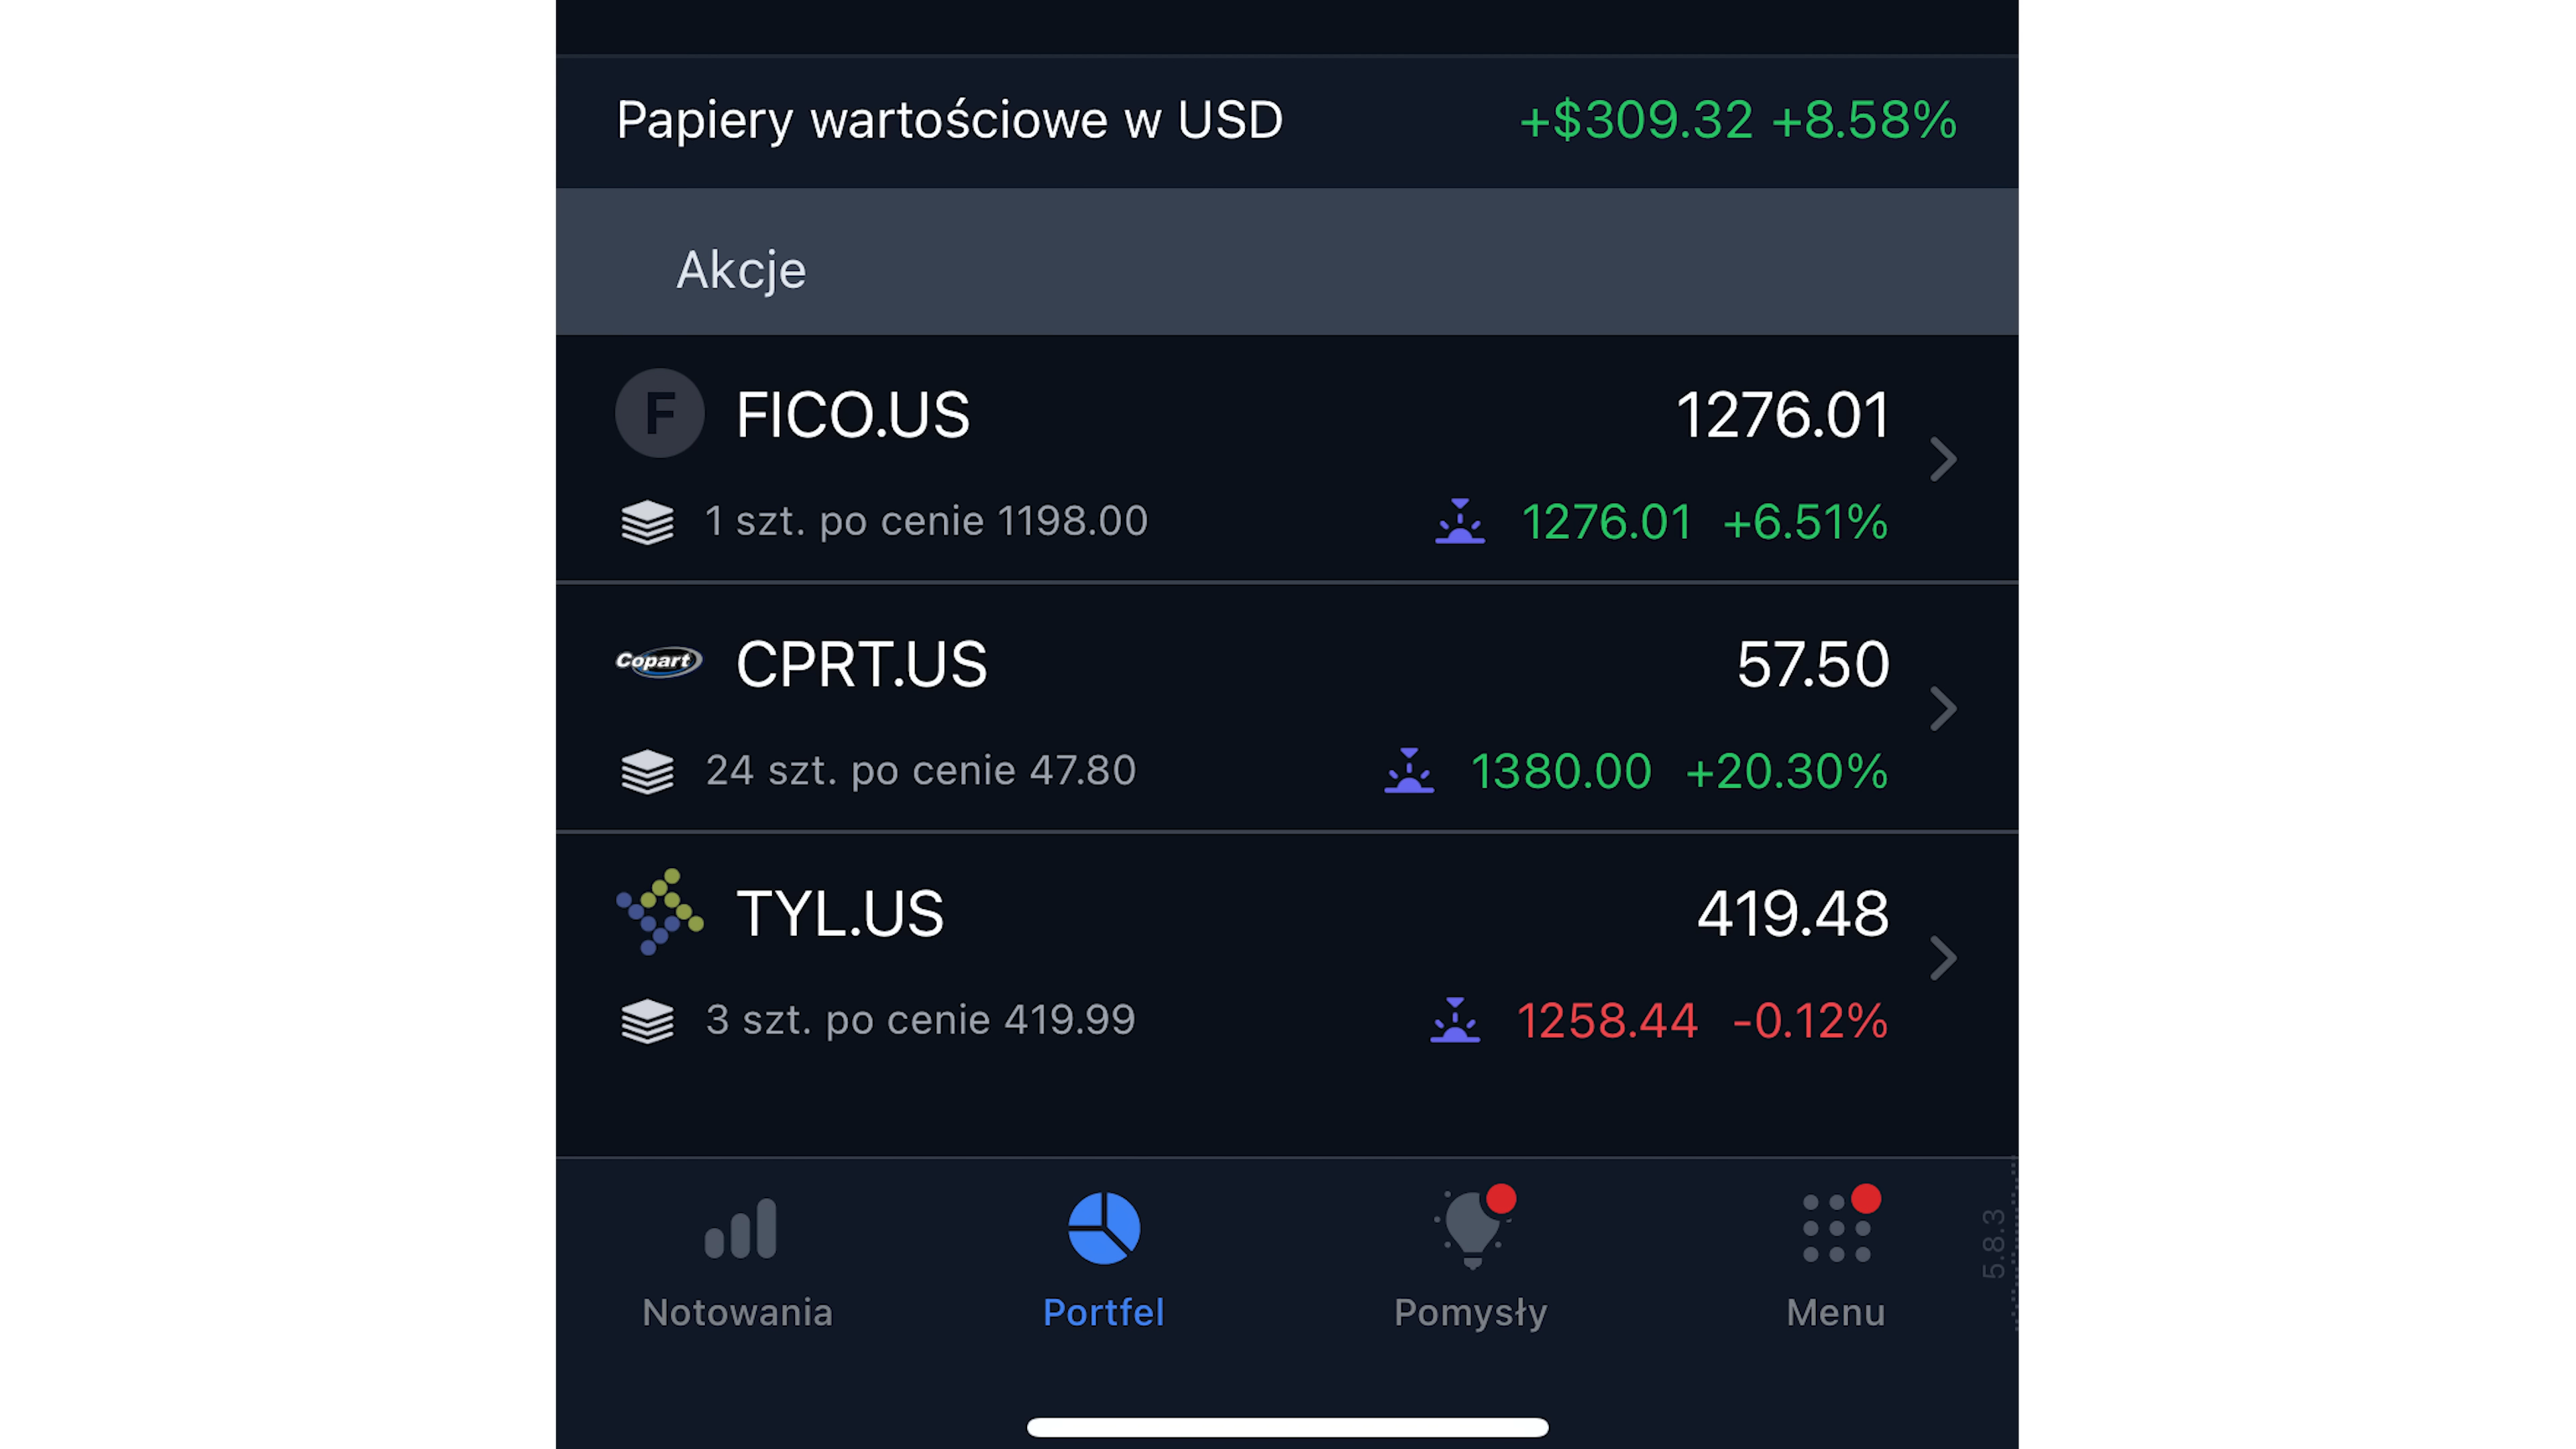 Papiery wartościowe w USD +$309.32 +8.58%
Akcje
F FICO.US 1276.01
1 szt. po cenie 1198.00 1276.01 +6.51%
Copart CPRT.US 57.50
24 szt. po cenie 47.80 1380.00 +20.30%
TYL.US 419.48
3 szt. po cenie 419.99 1258.44 -0.12%
Notowania Portfel Pomysły Menu
5.8.3